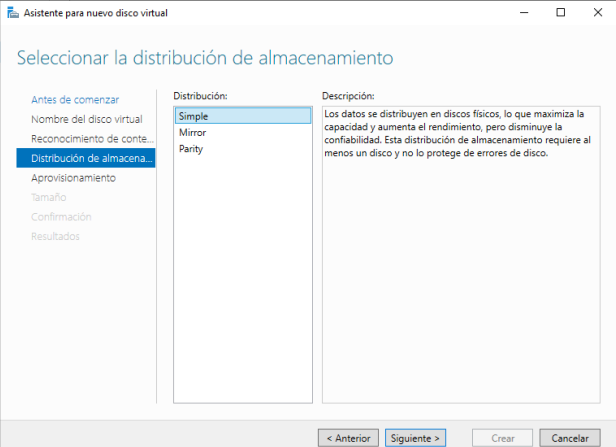 Asistente para nuevo disco virtual
Seleccionar la distribución de almacenamiento
Antes de comenzar
Nombre del disco virtual
Reconocimiento de conte...
Distribución de almacena...
Aprovisionamiento
Tamaño
Confirmación
Resultados
Distribución:
Simple
Mirror
Parity
Descripción:
Los datos se distribuyen en discos físicos, lo que maximiza la
capacidad y aumenta el rendimiento, pero disminuye la
confiabilidad. Esta distribución de almacenamiento requiere al
menos un disco y no lo protege de errores de disco.
< Anterior
Siguiente >
Crear
Cancelar